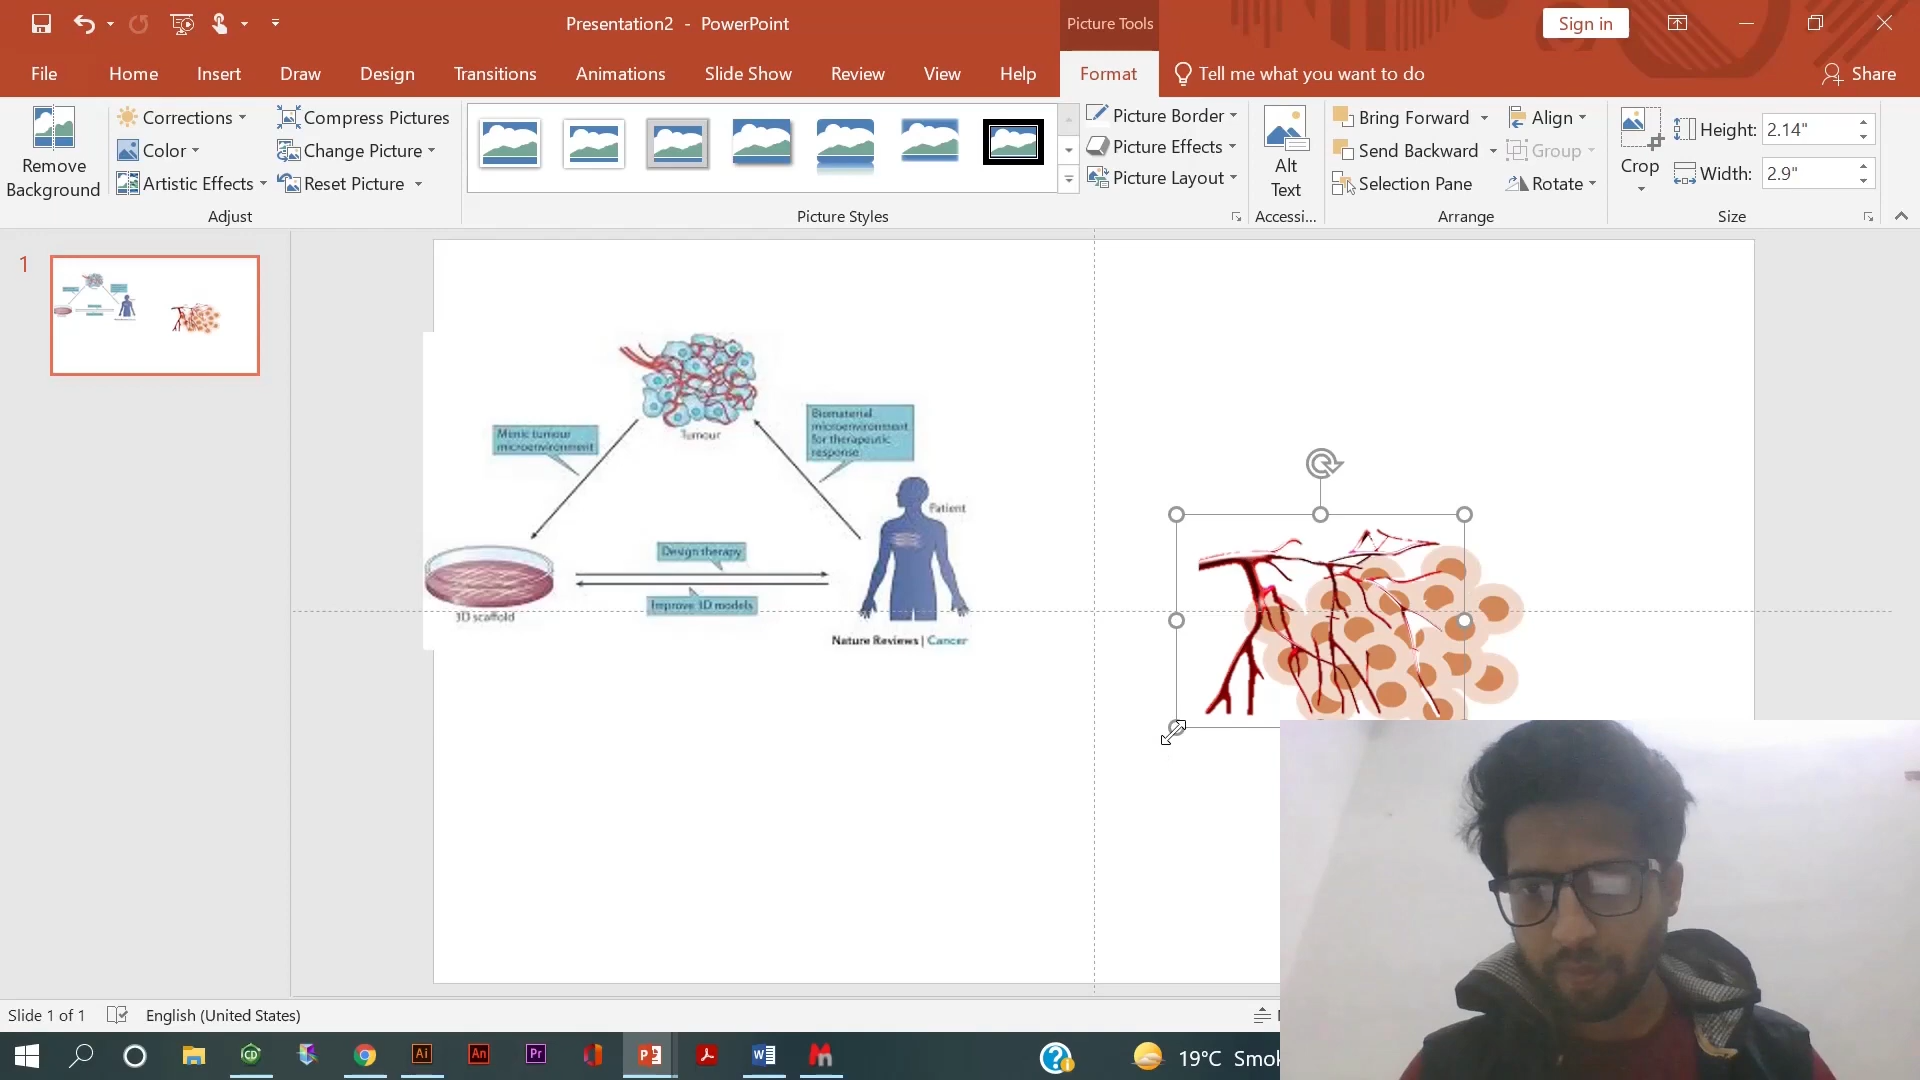 Presentation2 - PowerPoint
Picture Tools
Sign in
File
Home
Insert
Draw
Design
Transitions
Animations
Slide Show
Review
View
Help
Format
Tell me what you want to do
Share
Remove
Background
Corrections
Color
Artistic Effects
Compress Pictures
Change Picture
Reset Picture
Adjust
Picture Styles
Picture Border
Picture Effects
Picture Layout
Alt
Text
Accessi...
Bring Forward
Send Backward
Selection Pane
Align
Group
Rotate
Arrange
Crop
Height: 2.14"
Width: 2.9"
Size
1
Tumour
Mimic tumour
microenvironment
Biomaterial
microenvironment
for therapeutic
response
Patient
Design therapy
Improve 3D models
3D scaffold
Nature Reviews | Cancer
Slide 1 of 1
English (United States)
CD
Ai
An
Pr
19°C Smok